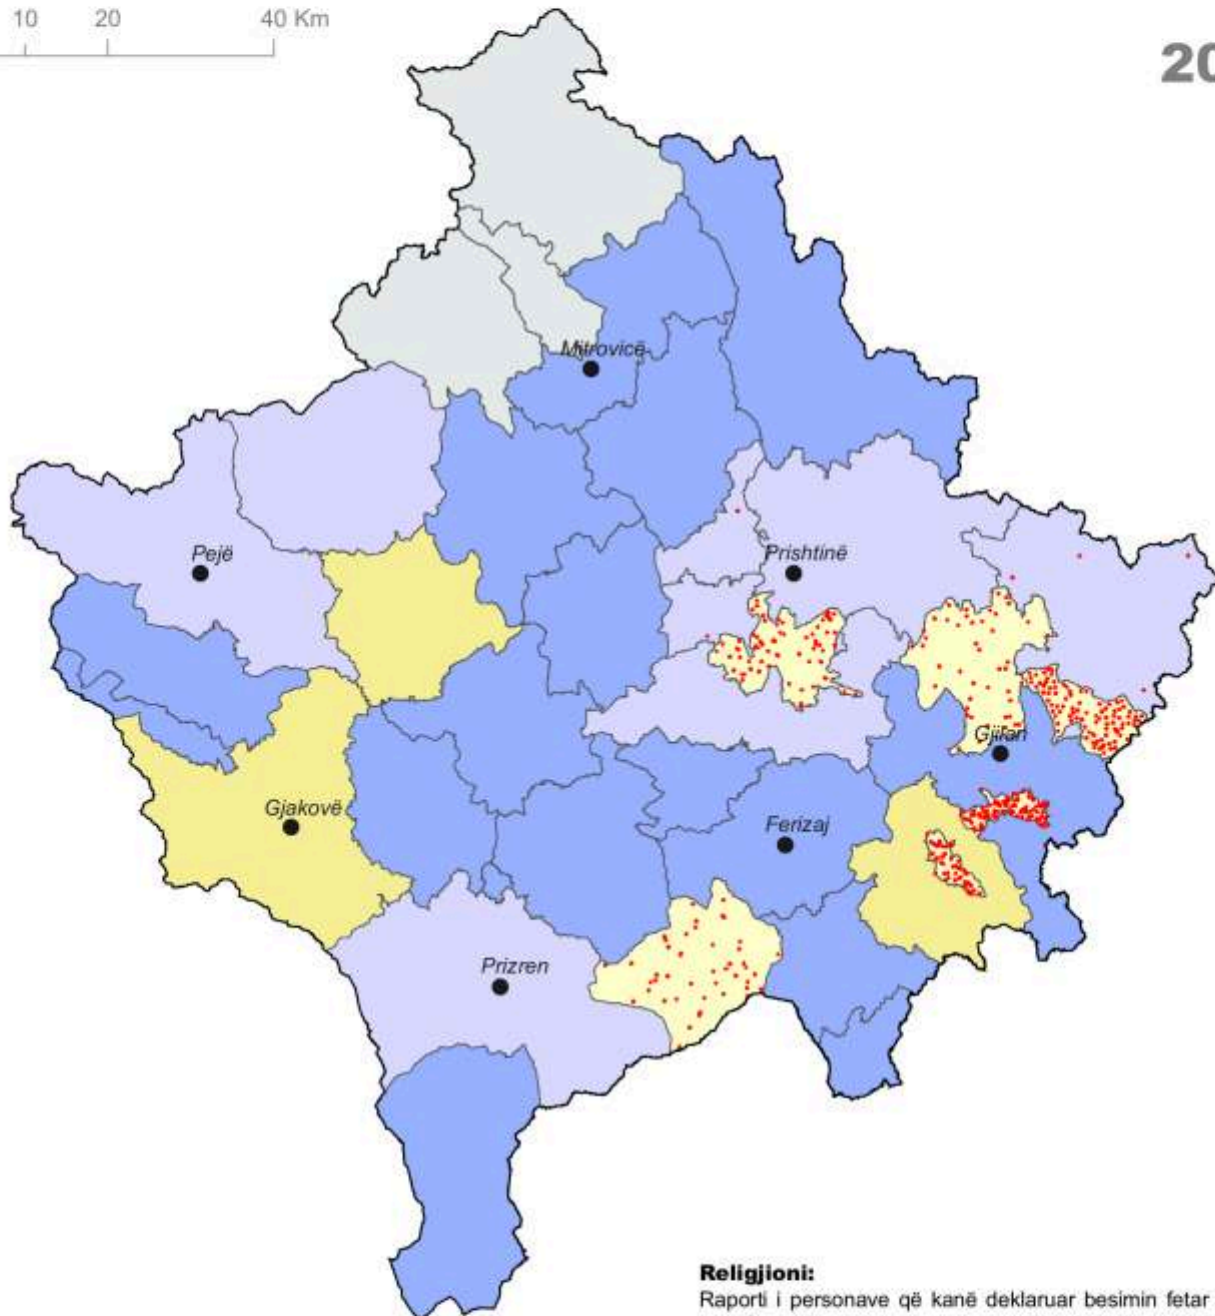 10 20 40 Km
20
Mitrovicë
Pejë
Prishtinë
Gjilan
Gjakovë
Ferizaj
Prizren
Religjioni:
Raporti i personave që kanë deklaruar besimin fetar